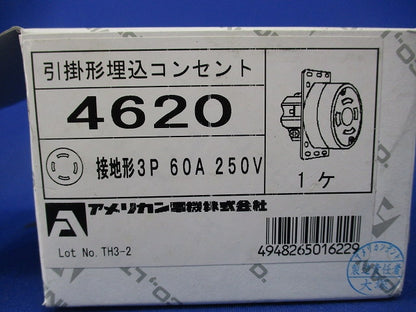 引掛形埋込コンセント
4620
接地形3P 60A 250V
1ケ
アメリカン電機株式会社
Lot No. TH3-2
4948265016229